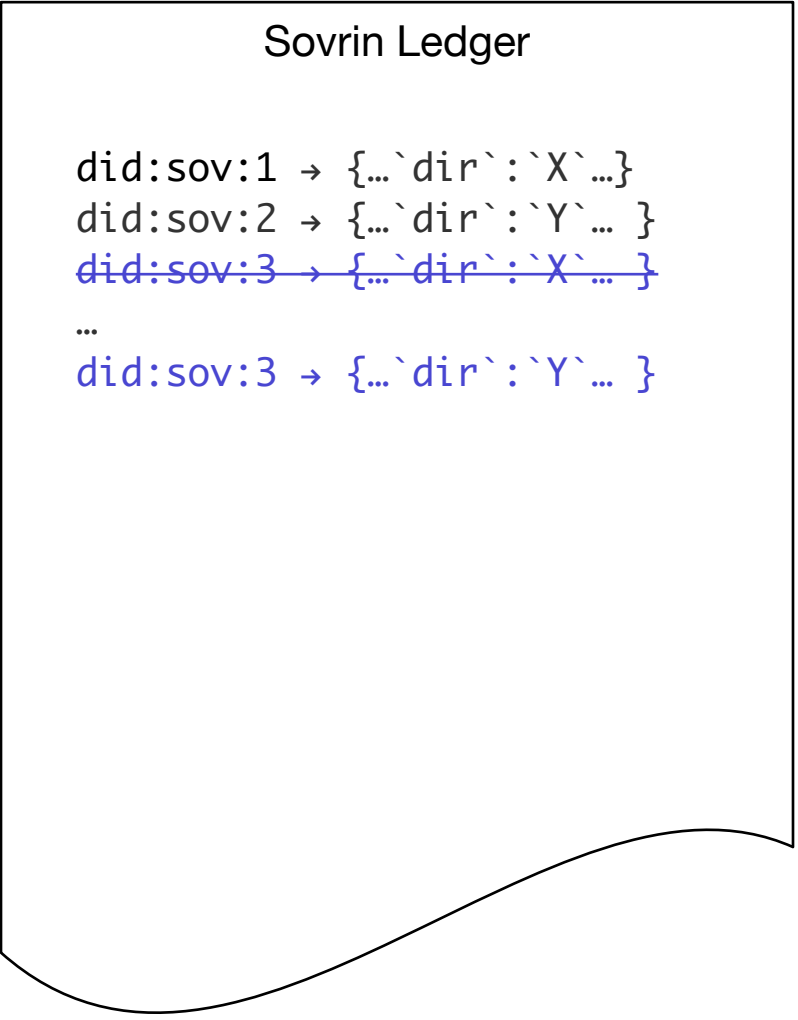 Sovrin Ledger
did:sov:1 → {…`dir`:`X`…}
did:sov:2 → {…`dir`:`Y`… }
did:sov:3 → {…`dir`:`X`… }
…
did:sov:3 → {…`dir`:`Y`… }